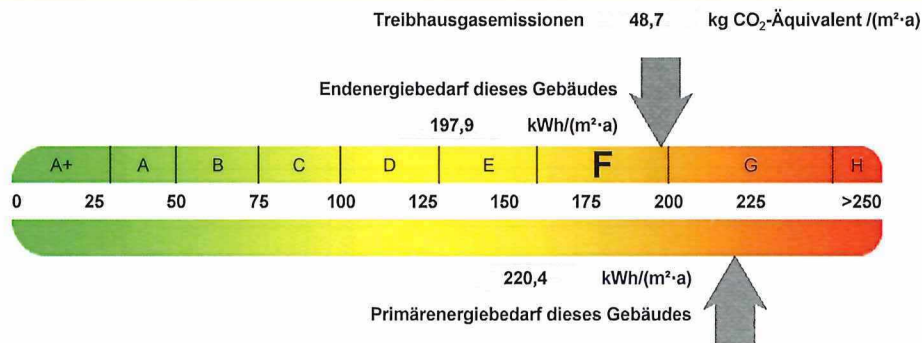 Treibhausgasemissionen 48,7 kg CO₂-Äquivalent /(m²·a)
Endenergiebedarf dieses Gebäudes
197,9 kWh/(m²·a)
A+ A B C D E F G H
0 25 50 75 100 125 150 175 200 225 >250
220,4 kWh/(m²·a)
Primärenergiebedarf dieses Gebäudes